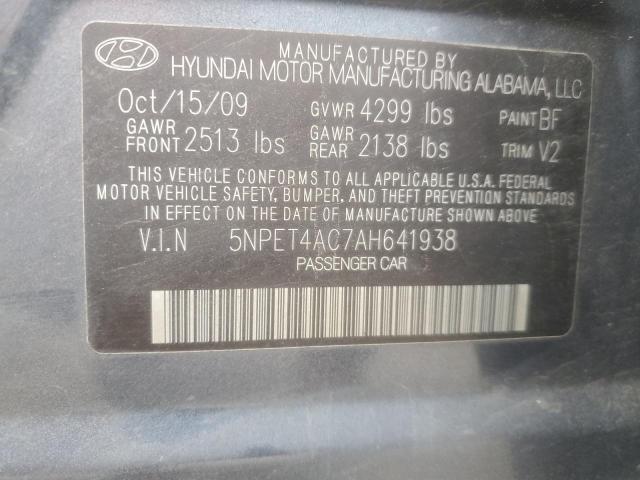 MANUFACTURED BY
HYUNDAI MOTOR MANUFACTURING ALABAMA, LLC
Oct/15/09 GVWR 4299 lbs PAINT BF
GAWR FRONT 2513 lbs GAWR REAR 2138 lbs TRIM V2
THIS VEHICLE CONFORMS TO ALL APPLICABLE U.S.A. FEDERAL
MOTOR VEHICLE SAFETY, BUMPER, AND THEFT PREVENTION STANDARDS
IN EFFECT ON THE DATE OF MANUFACTURE SHOWN ABOVE.
V.I.N 5NPET4AC7AH641938
PASSENGER CAR